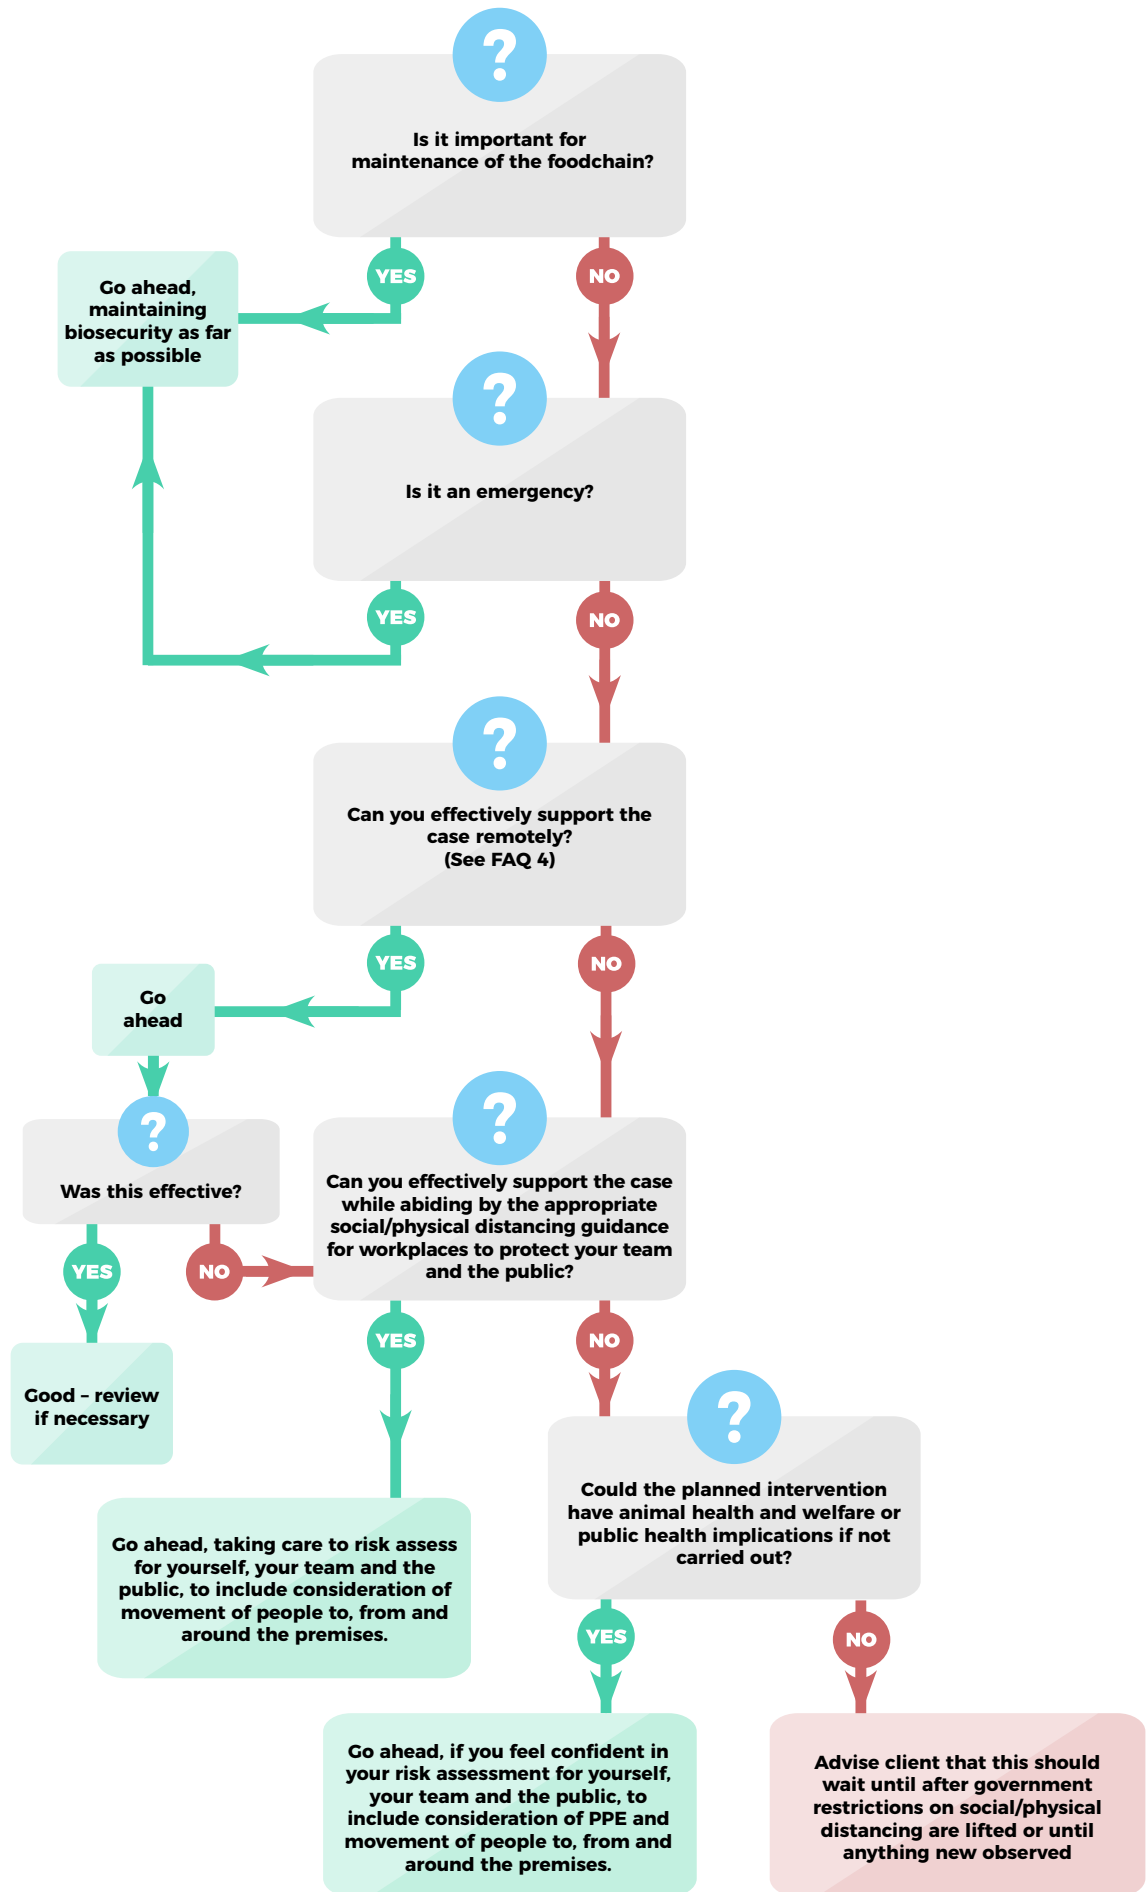 ?
Is it important for
maintenance of the foodchain?
YES
NO
Go ahead,
maintaining
biosecurity as far
as possible
?
Is it an emergency?
YES
NO
?
Can you effectively support the
case remotely?
(See FAQ 4)
YES
NO
Go
ahead
?
Was this effective?
YES
NO
Good – review
if necessary
?
Can you effectively support the case
while abiding by the appropriate
social/physical distancing guidance
for workplaces to protect your team
and the public?
YES
NO
Go ahead, taking care to risk assess
for yourself, your team and the
public, to include consideration of
movement of people to, from and
around the premises.
?
Could the planned intervention
have animal health and welfare or
public health implications if not
carried out?
YES
NO
Go ahead, if you feel confident in
your risk assessment for yourself,
your team and the public, to
include consideration of PPE and
movement of people to, from and
around the premises.
Advise client that this should
wait until after government
restrictions on social/physical
distancing are lifted or until
anything new observed